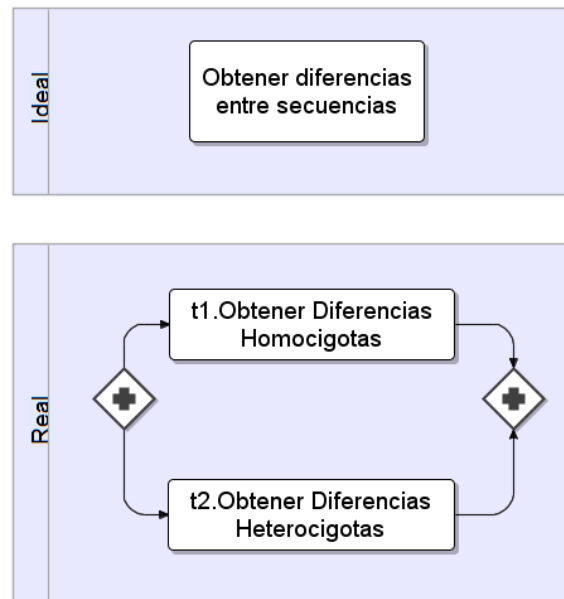 Ideal
Obtener diferencias
entre secuencias
Real
t1.Obtener Diferencias
Homocigotas
t2.Obtener Diferencias
Heterocigotas